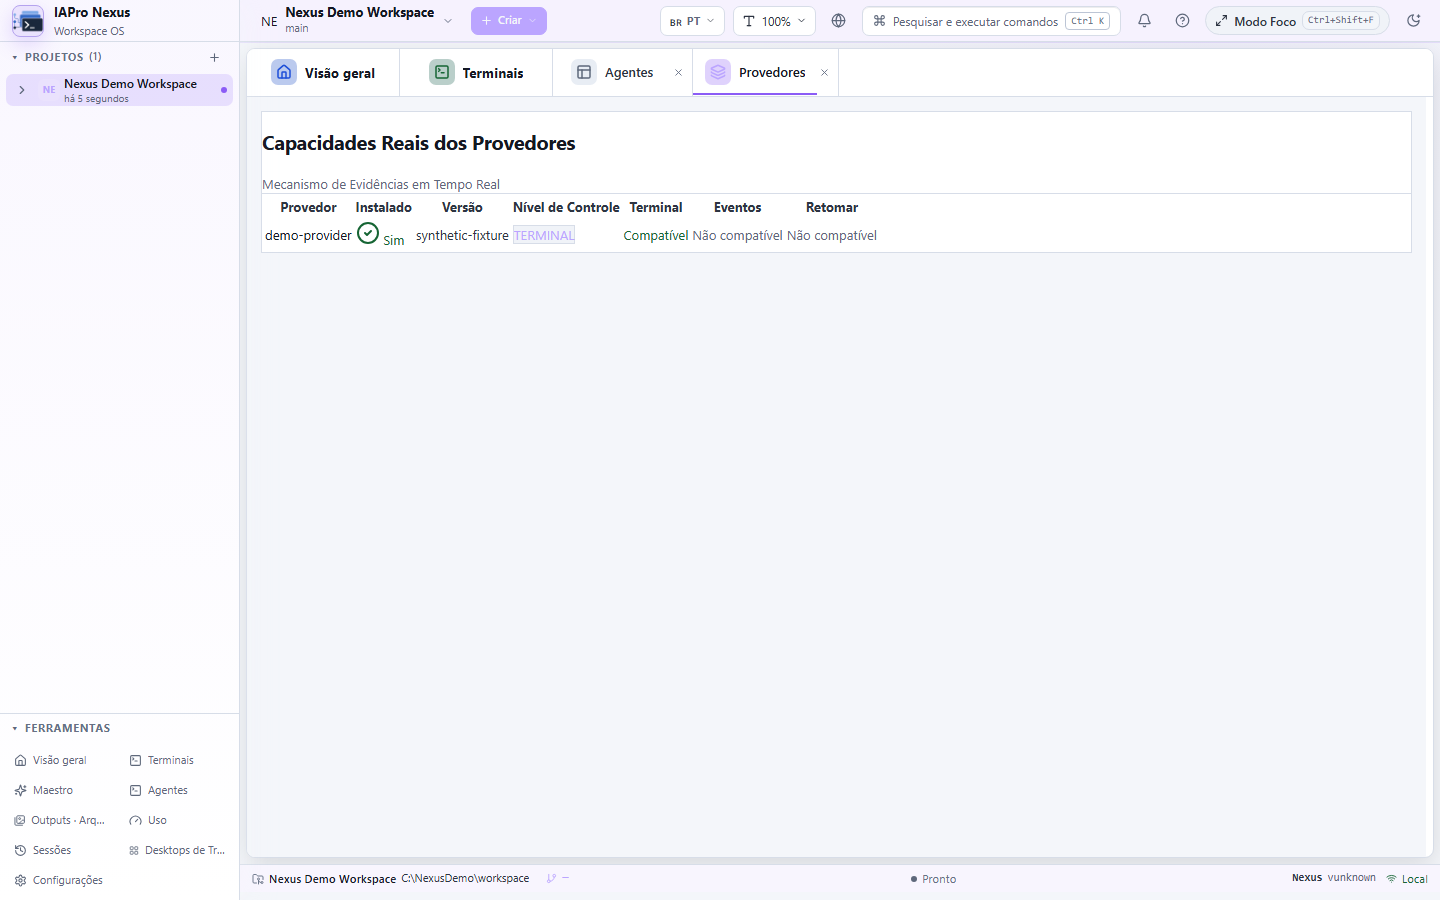 IAPro Nexus
Workspace OS
NE
Nexus Demo Workspace
main
Criar
BR PT
100%
Pesquisar e executar comandos
Ctrl K
Modo Foco
Ctrl+Shift+F
PROJETOS (1)
NE
Nexus Demo Workspace
há 5 segundos
Visão geral
Terminais
Agentes
Provedores
Capacidades Reais dos Provedores
Mecanismo de Evidências em Tempo Real
Provedor Instalado Versão Nível de Controle Terminal Eventos Retomar
demo-provider Sim synthetic-fixture TERMINAL Compatível Não compatível Não compatível
FERRAMENTAS
Visão geral
Terminais
Maestro
Agentes
Outputs · Arq...
Uso
Sessões
Desktops de Tr...
Configurações
Nexus Demo Workspace C:\NexusDemo\workspace
—
Pronto
Nexus vunknown
Local